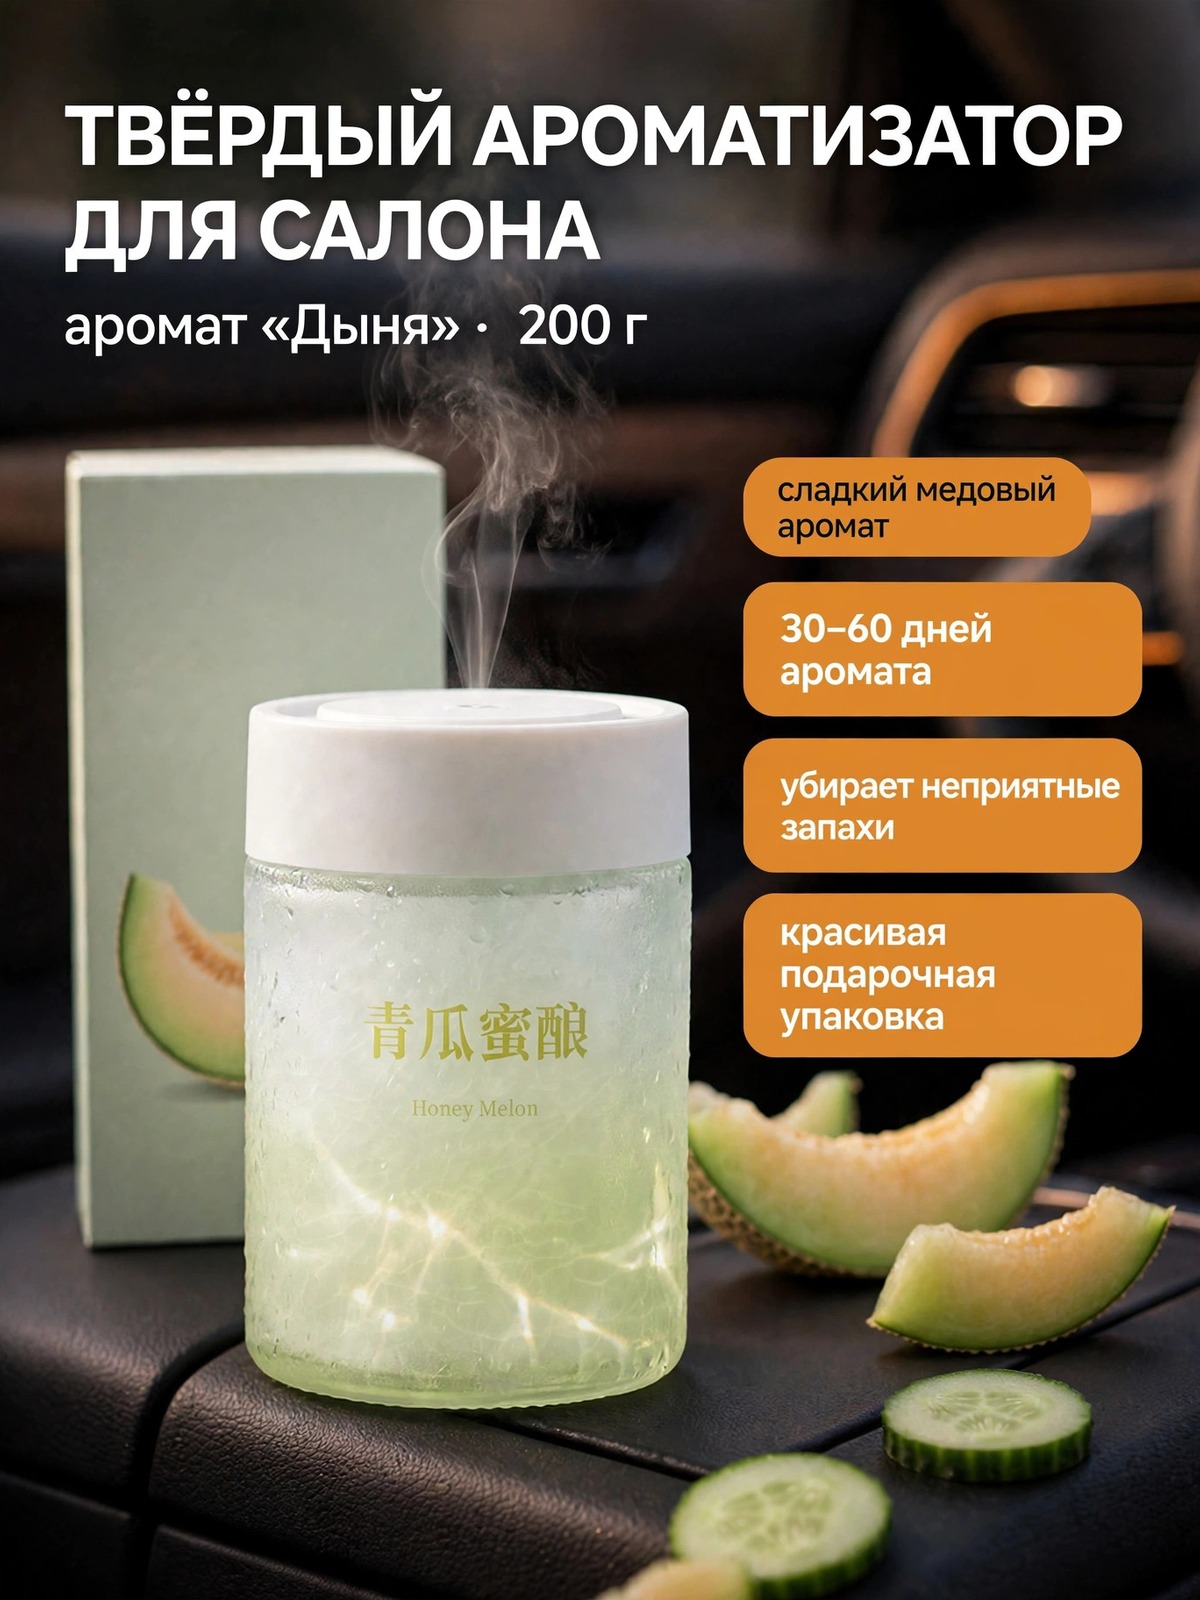 ТВЁРДЫЙ АРОМАТИЗАТОР
ДЛЯ САЛОНА
аромат «Дыня» · 200 г
сладкий медовый
аромат
30–60 дней
аромата
убирает неприятные
запахи
красивая
подарочная
упаковка
青瓜蜜酿
Honey Melon